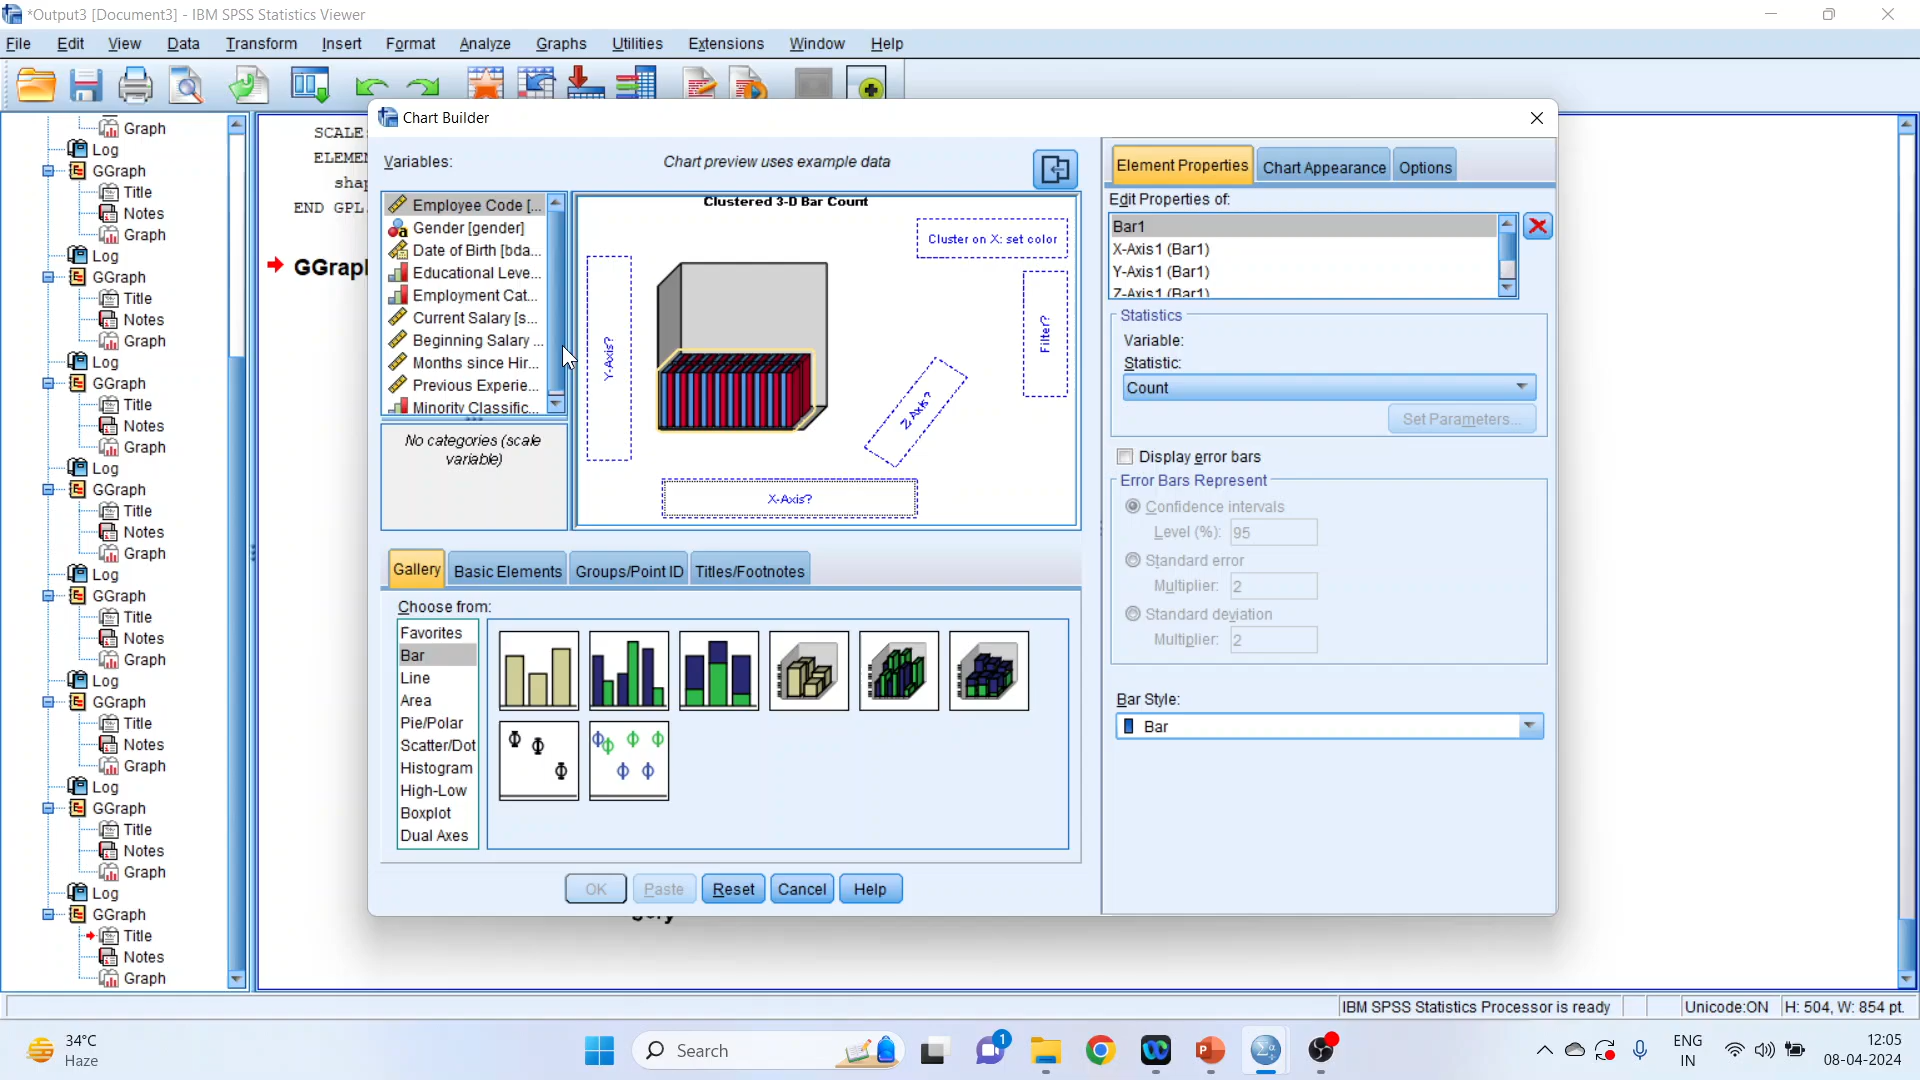 *Output3 [Document3] - IBM SPSS Statistics Viewer
File Edit View Data Transform Insert Format Analyze Graphs Utilities Extensions Window Help
Graph
Log
GGraph
Title
Notes
Graph
Log
GGraph
Title
Notes
Graph
Log
GGraph
Title
Notes
Graph
Log
GGraph
Title
Notes
Graph
Log
GGraph
Title
Notes
Graph
Log
GGraph
Title
Notes
Graph
Log
GGraph
Title
Notes
Graph
Log
GGraph
Title
Notes
Graph
SCALE:
ELEMEN
shap
END GPL.
GGraph
Chart Builder
Variables:
Chart preview uses example data
Employee Code [...
Gender [gender]
Date of Birth [bda...
Educational Leve...
Employment Cat...
Current Salary [s...
Beginning Salary ...
Months since Hir...
Previous Experie...
Minority Classific...
No categories (scale
variable)
Clustered 3-D Bar Count
Cluster on X: set color
Y-Axis?
Filter?
Z-Axis?
X-Axis?
Gallery Basic Elements Groups/Point ID Titles/Footnotes
Choose from:
Favorites
Bar
Line
Area
Pie/Polar
Scatter/Dot
Histogram
High-Low
Boxplot
Dual Axes
OK Paste Reset Cancel Help
Element Properties Chart Appearance Options
Edit Properties of:
Bar1
X-Axis1 (Bar1)
Y-Axis1 (Bar1)
Z-Axis1 (Bar1)
Statistics
Variable:
Statistic:
Count
Set Parameters...
Display error bars
Error Bars Represent
Confidence intervals
Level (%): 95
Standard error
Multiplier: 2
Standard deviation
Multiplier: 2
Bar Style:
Bar
gory
IBM SPSS Statistics Processor is ready Unicode:ON H: 504, W: 854 pt.
34°C
Haze
Search
1
ENG
IN
12:05
08-04-2024